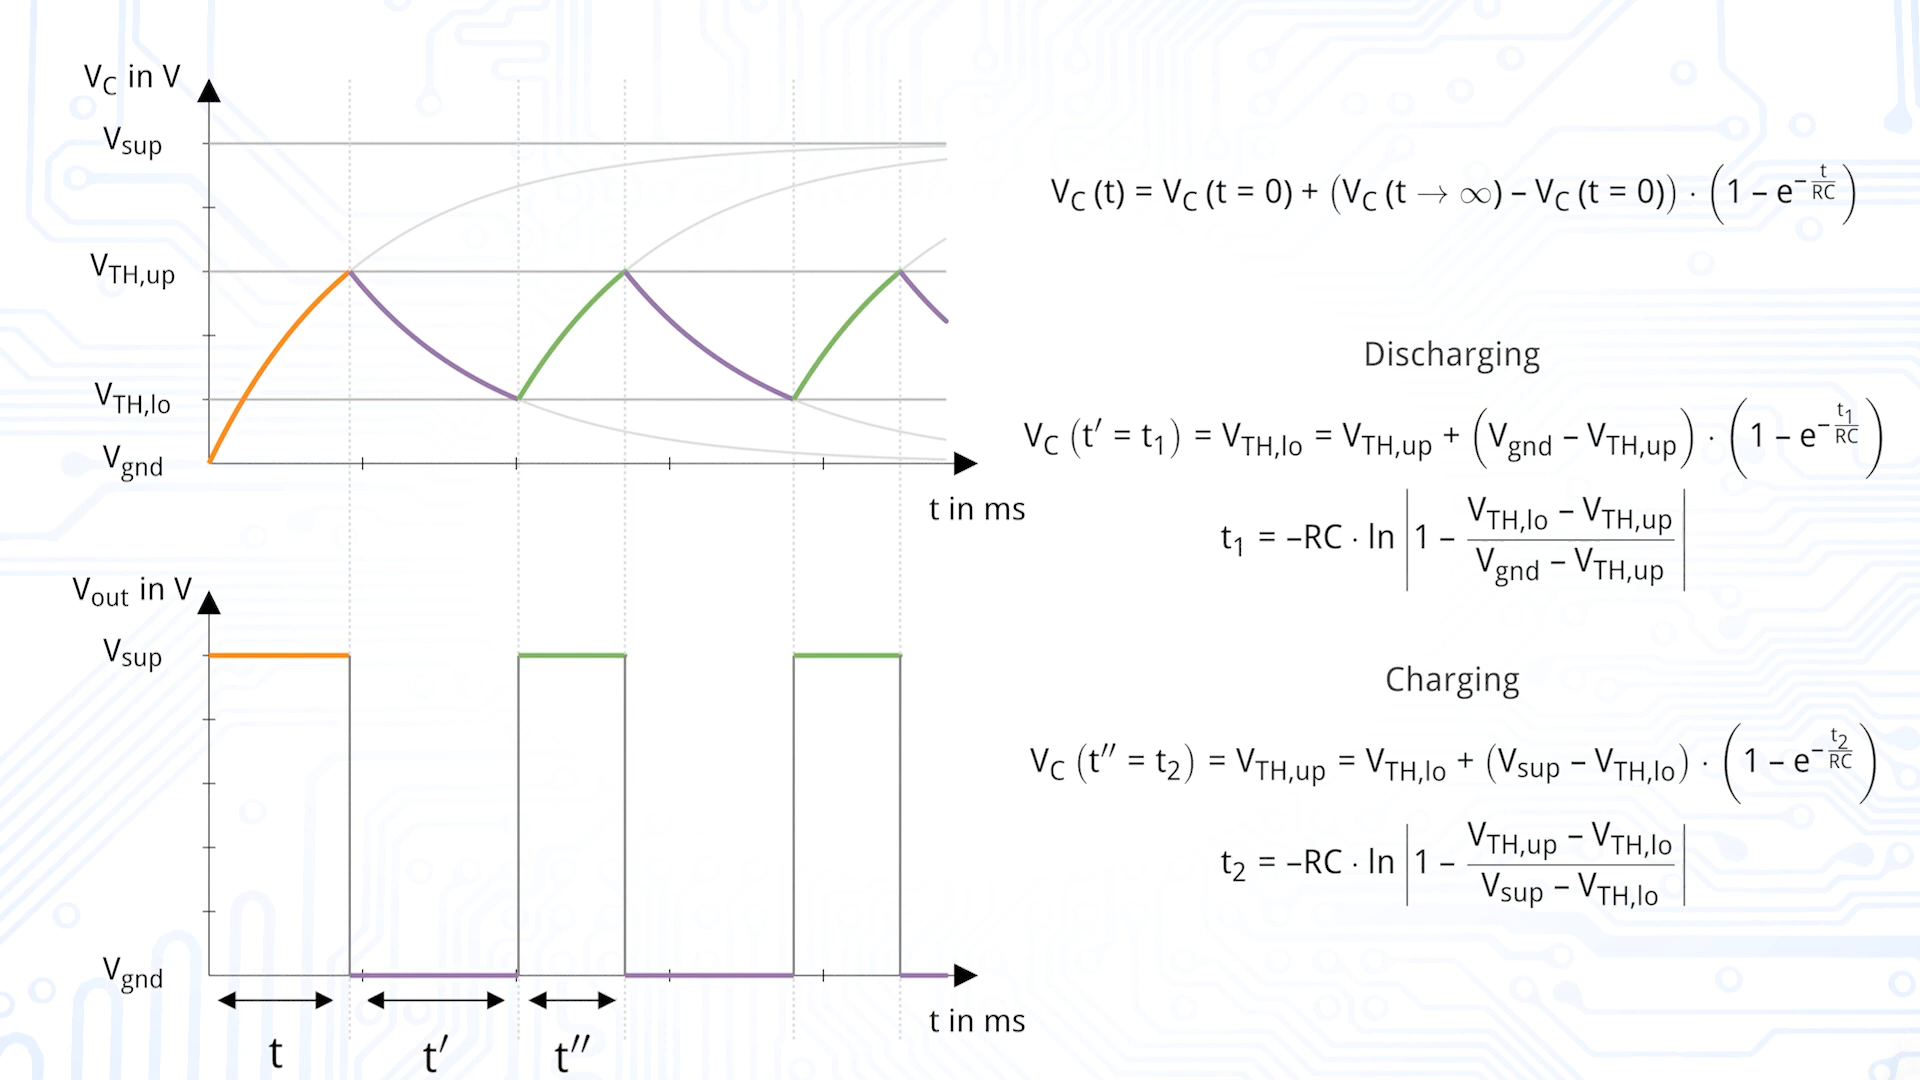 V_C in V
V_sup
V_TH,up
V_TH,lo
V_gnd
t in ms
V_out in V
V_sup
V_gnd
t in ms
t
t′
t″
V_C (t) = V_C (t = 0) + (V_C (t → ∞) – V_C (t = 0)) · (1 – e^(–t/RC))
Discharging
V_C (t′ = t_1) = V_TH,lo = V_TH,up + (V_gnd – V_TH,up) · (1 – e^(–t_1/RC))
t_1 = –RC · ln |1 – (V_TH,lo – V_TH,up)/(V_gnd – V_TH,up)|
Charging
V_C (t″ = t_2) = V_TH,up = V_TH,lo + (V_sup – V_TH,lo) · (1 – e^(–t_2/RC))
t_2 = –RC · ln |1 – (V_TH,up – V_TH,lo)/(V_sup – V_TH,lo)|